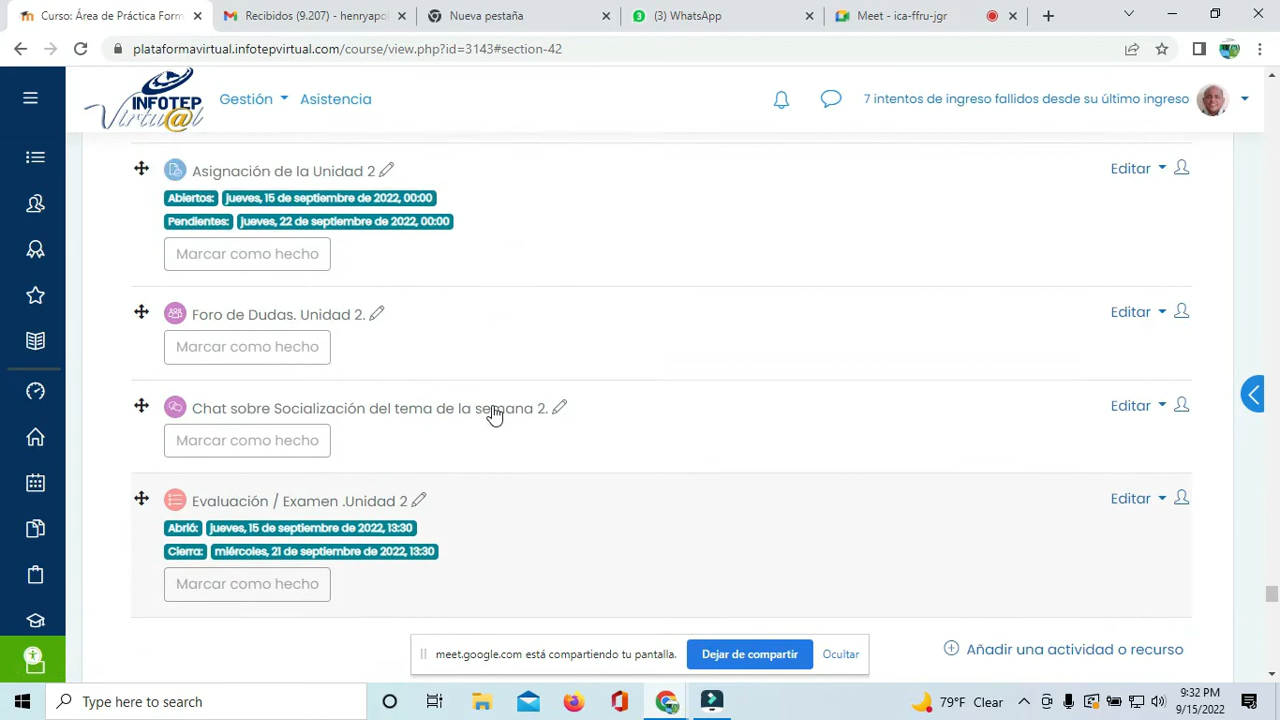 Curso: Área de Práctica Form
Recibidos (9.207) - henryapol
Nueva pestaña
(3) WhatsApp
Meet - ica-ffru-jgr
plataformavirtual.infotepvirtual.com/course/view.php?id=3143#section-42
INFOTEP
Virtu@l
Gestión
Asistencia
7 intentos de ingreso fallidos desde su último ingreso
Asignación de la Unidad 2
Editar
Abiertos: jueves, 15 de septiembre de 2022, 00:00
Pendientes: jueves, 22 de septiembre de 2022, 00:00
Marcar como hecho
Foro de Dudas. Unidad 2.
Editar
Marcar como hecho
Chat sobre Socialización del tema de la semana 2.
Editar
Marcar como hecho
Evaluación / Examen .Unidad 2
Editar
Abrió: jueves, 15 de septiembre de 2022, 13:30
Cierra: miércoles, 21 de septiembre de 2022, 13:30
Marcar como hecho
Añadir una actividad o recurso
meet.google.com está compartiendo tu pantalla.
Dejar de compartir
Ocultar
Type here to search
79°F Clear
9:32 PM
9/15/2022